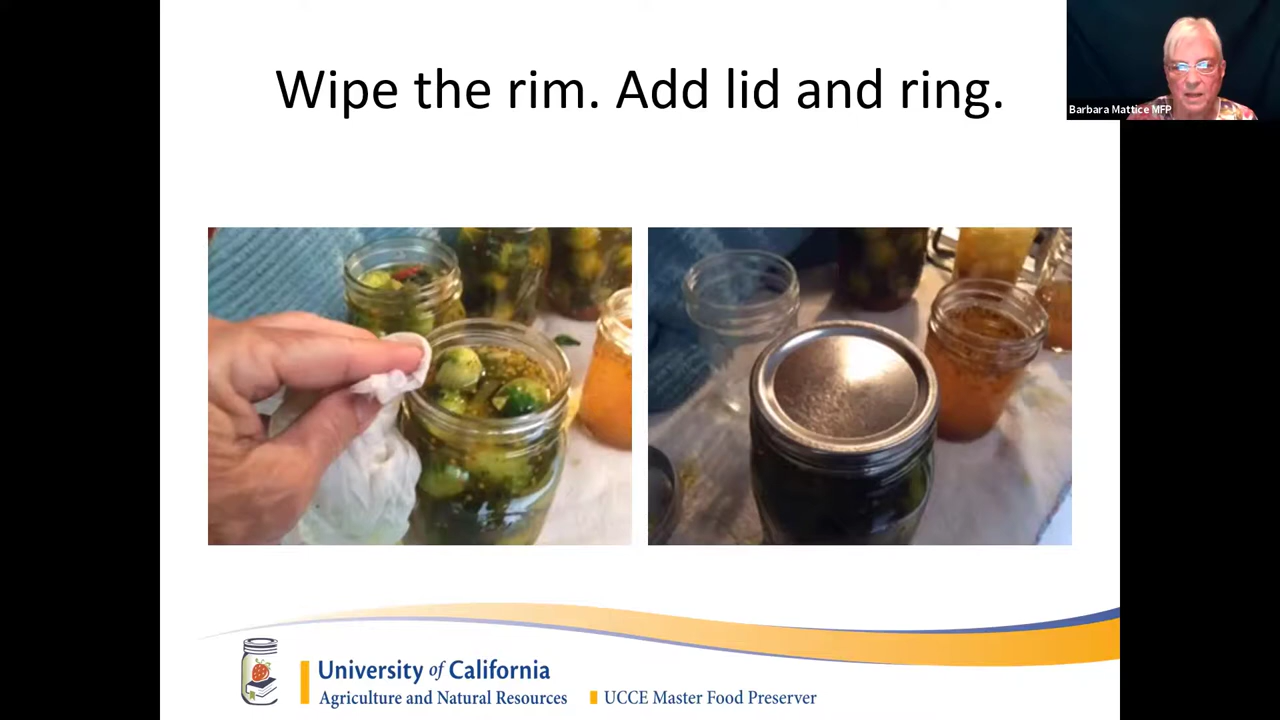 Wipe the rim. Add lid and ring.
Barbara Mattice MFP
University of California
Agriculture and Natural Resources
UCCE Master Food Preserver